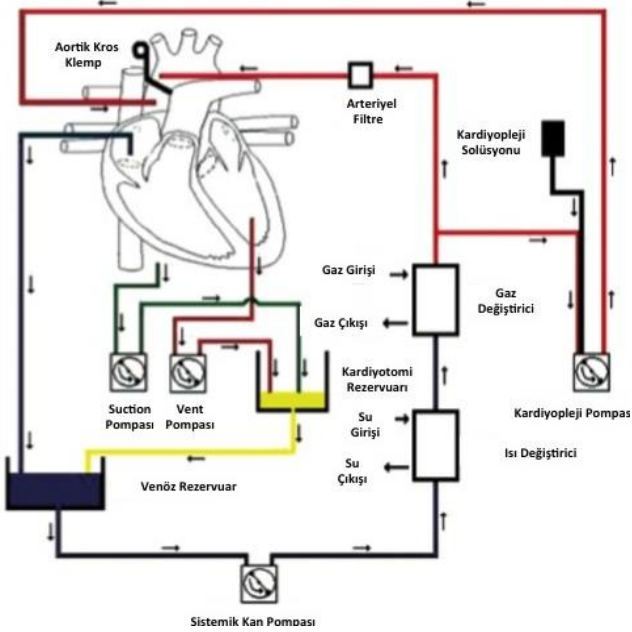 Aortik Kros
Klemp
Arteriyel
Filtre
Kardiyopleji
Solüsyonu
Gaz Girişi
Gaz
Değiştirici
Gaz Çıkışı
Kardiyotomi
Rezervuarı
Suction
Pompası
Vent
Pompası
Kardiyopleji Pompas
Su
Girişi
Isı Değiştirici
Su
Çıkışı
Venöz Rezervuar
Sistemik Kan Pompası